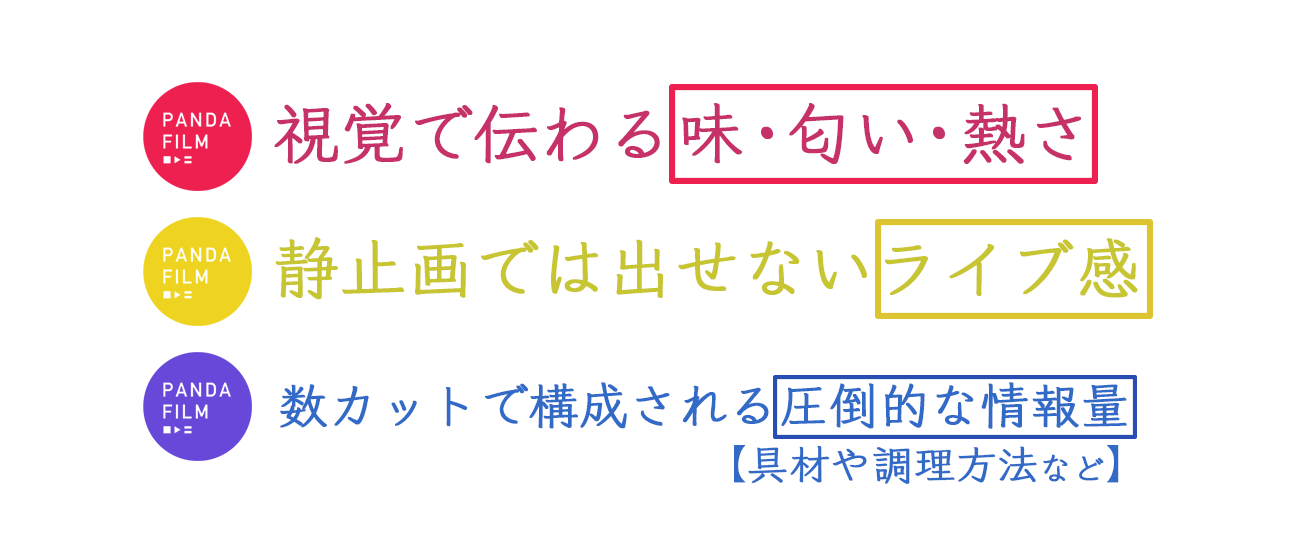 PANDA
FILM
視覚で伝わる味・匂い・熱さ
PANDA
FILM
静止画では出せないライブ感
PANDA
FILM
数カットで構成される圧倒的な情報量
【具材や調理方法など】